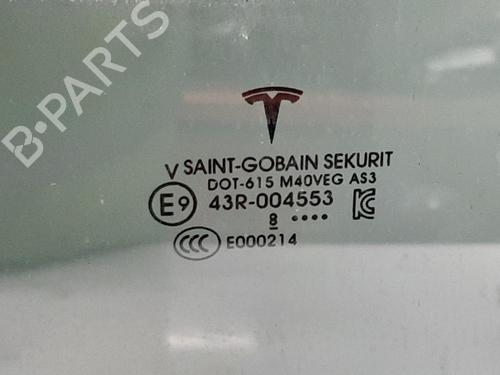 B-PARTS
V SAINT-GOBAIN SEKURIT
DOT-615 M40VEG AS3
E9 43R-004553
8 ....
CCC E000214